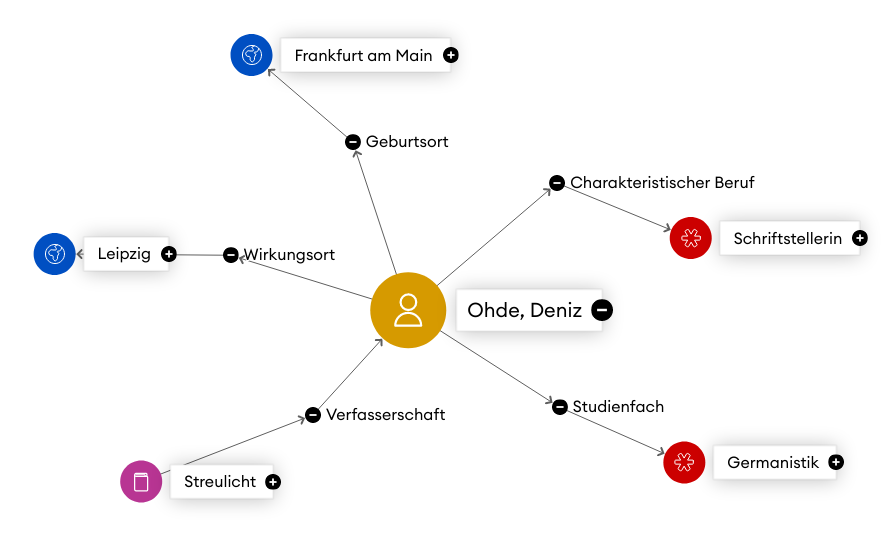 Frankfurt am Main
Geburtsort
Charakteristischer Beruf
Schriftstellerin
Leipzig
Wirkungsort
Ohde, Deniz
Studienfach
Verfasserschaft
Germanistik
Streulicht